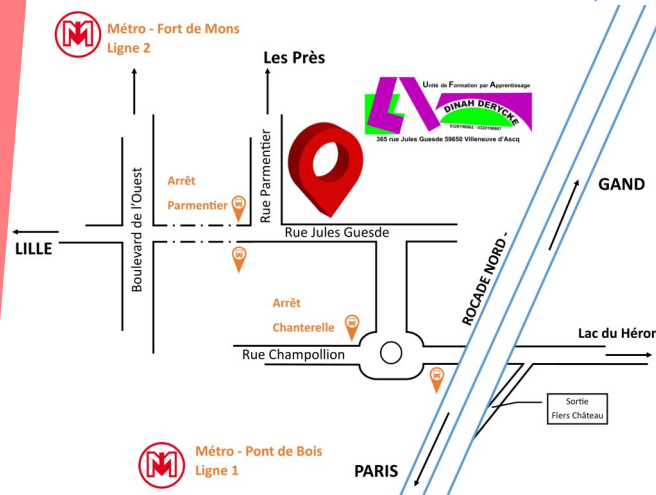 Métro - Fort de Mons
Ligne 2
Les Près
Unité de Formation par Apprentissage
DINAH DERYCKE
365 rue Jules Guesde 59650 Villeneuve d'Ascq
Boulevard de l'Ouest
Arrêt
Parmentier
Rue Parmentier
GAND
Rue Jules Guesde
LILLE
ROCADE NORD -
Arrêt
Chanterelle
Lac du Héron
Rue Champollion
Sortie
Flers Château
Métro - Pont de Bois
Ligne 1
PARIS